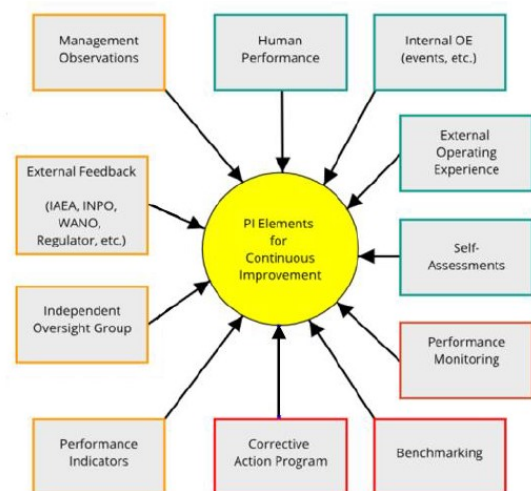 Management
Observations
Human
Performance
Internal OE
(events, etc.)
External
Operating
Experience
External Feedback
(IAEA, INPO,
WANO,
Regulator, etc.)
PI Elements
for
Continuous
Improvement
Self-
Assessments
Independent
Oversight Group
Performance
Monitoring
Performance
Indicators
Corrective
Action Program
Benchmarking